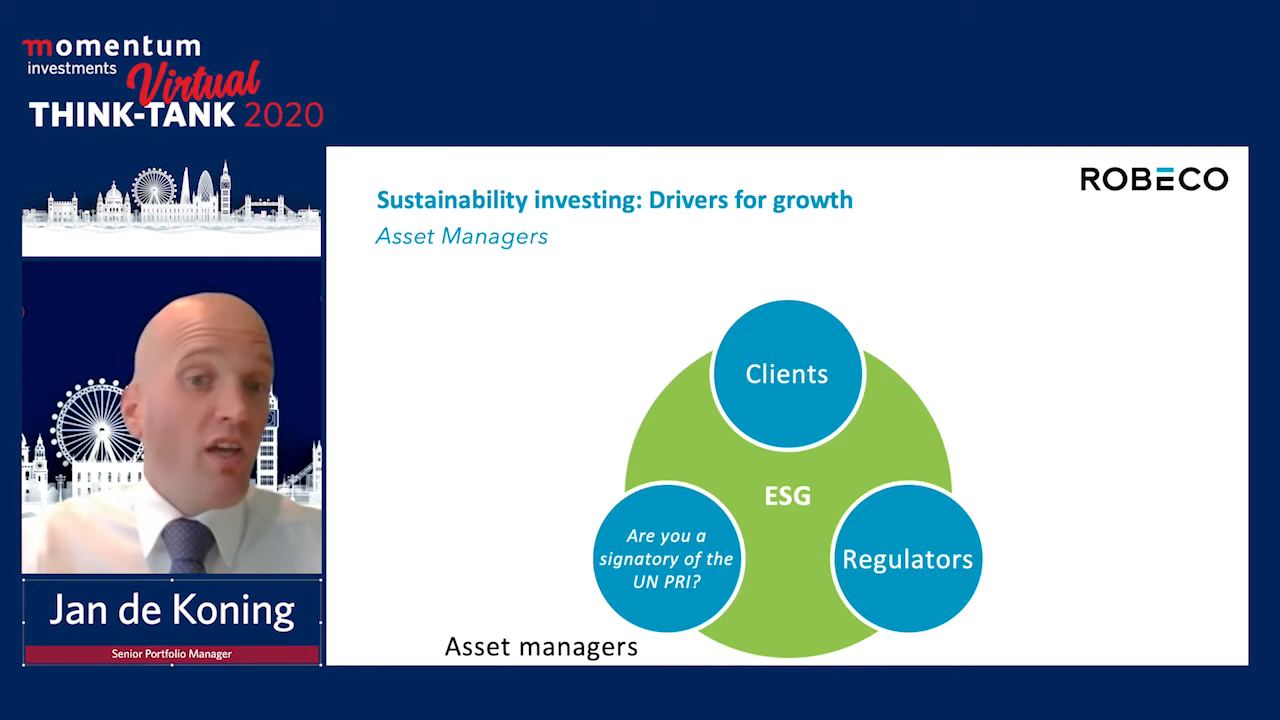 momentum
investments
Virtual
THINK-TANK 2020
ROBECO
Sustainability investing: Drivers for growth
Asset Managers
Clients
ESG
Are you a
signatory of the
UN PRI?
Regulators
Asset managers
Jan de Koning
Senior Portfolio Manager